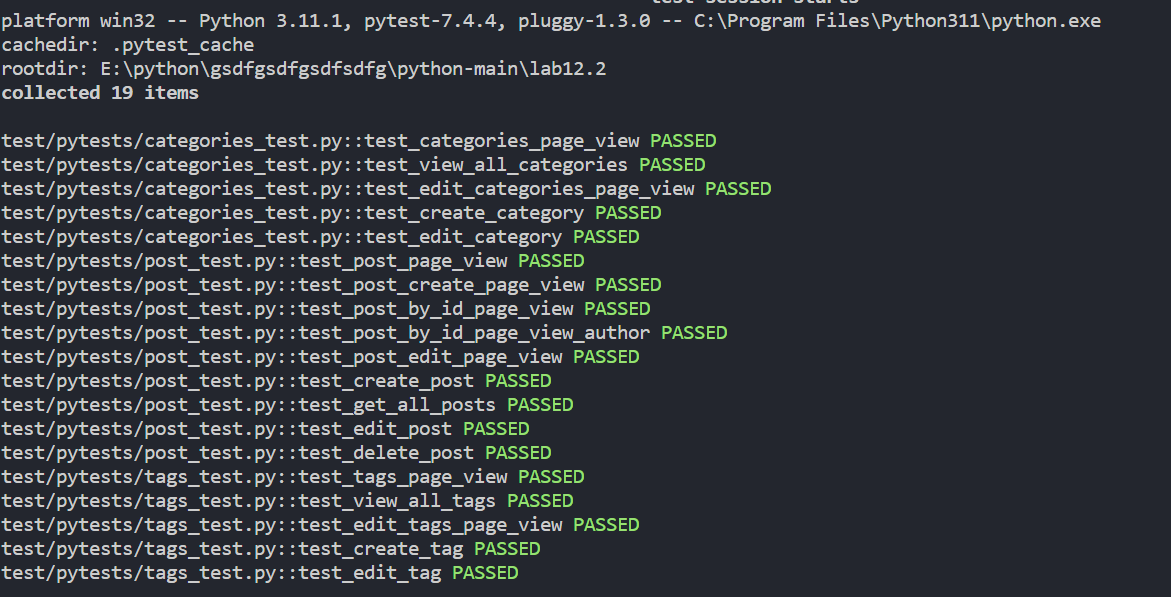 test session starts
platform win32 -- Python 3.11.1, pytest-7.4.4, pluggy-1.3.0 -- C:\Program Files\Python311\python.exe
cachedir: .pytest_cache
rootdir: E:\python\gsdfgsdfgsdfsdfg\python-main\lab12.2
collected 19 items
test/pytests/categories_test.py::test_categories_page_view PASSED
test/pytests/categories_test.py::test_view_all_categories PASSED
test/pytests/categories_test.py::test_edit_categories_page_view PASSED
test/pytests/categories_test.py::test_create_category PASSED
test/pytests/categories_test.py::test_edit_category PASSED
test/pytests/post_test.py::test_post_page_view PASSED
test/pytests/post_test.py::test_post_create_page_view PASSED
test/pytests/post_test.py::test_post_by_id_page_view PASSED
test/pytests/post_test.py::test_post_by_id_page_view_author PASSED
test/pytests/post_test.py::test_post_edit_page_view PASSED
test/pytests/post_test.py::test_create_post PASSED
test/pytests/post_test.py::test_get_all_posts PASSED
test/pytests/post_test.py::test_edit_post PASSED
test/pytests/post_test.py::test_delete_post PASSED
test/pytests/tags_test.py::test_tags_page_view PASSED
test/pytests/tags_test.py::test_view_all_tags PASSED
test/pytests/tags_test.py::test_edit_tags_page_view PASSED
test/pytests/tags_test.py::test_create_tag PASSED
test/pytests/tags_test.py::test_edit_tag PASSED